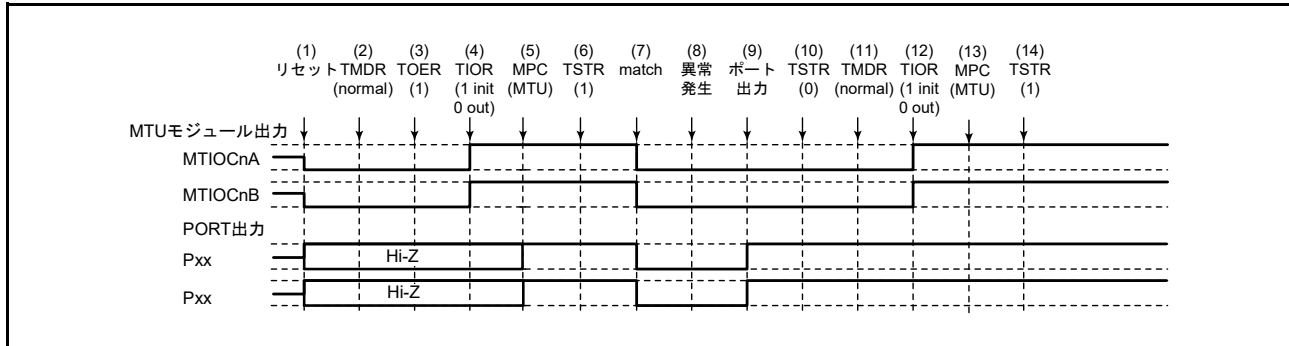 (1) (2) (3) (4) (5) (6) (7) (8) (9) (10) (11) (12) (13) (14)
リセット TMDR TOER TIOR MPC TSTR match 異常 ポート TSTR TMDR TIOR MPC TSTR
(normal) (1) (1 init (MTU) (1) 発生 出力 (0) (normal) (1 init (MTU) (1)
0 out) 0 out)
MTUモジュール出力
MTIOCnA
MTIOCnB
PORT出力
Pxx Hi-Z
Pxx Hi-Z